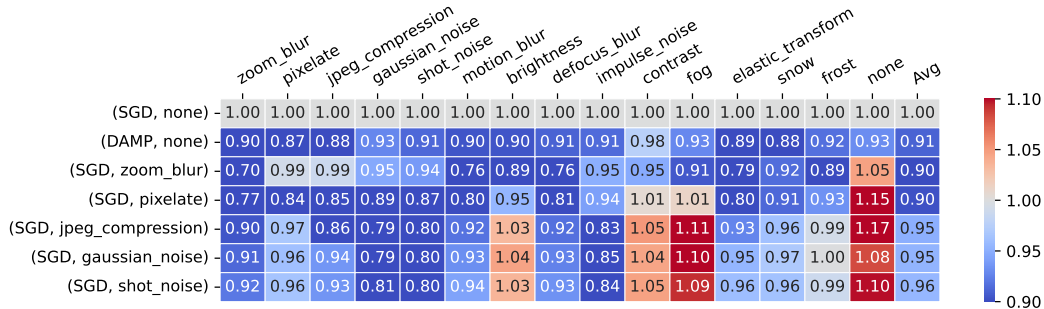 zoom_blur pixelate jpeg_compression gaussian_noise shot_noise motion_blur brightness defocus_blur impulse_noise contrast fog elastic_transform snow frost none Avg
(SGD, none) 1.00 1.00 1.00 1.00 1.00 1.00 1.00 1.00 1.00 1.00 1.00 1.00 1.00 1.00 1.00 1.00
(DAMP, none) 0.90 0.87 0.88 0.93 0.91 0.90 0.90 0.91 0.91 0.98 0.93 0.89 0.88 0.92 0.93 0.91
(SGD, zoom_blur) 0.70 0.99 0.99 0.95 0.94 0.76 0.89 0.76 0.95 0.95 0.91 0.79 0.92 0.89 1.05 0.90
(SGD, pixelate) 0.77 0.84 0.85 0.89 0.87 0.80 0.95 0.81 0.94 1.01 1.01 0.80 0.91 0.93 1.15 0.90
(SGD, jpeg_compression) 0.90 0.97 0.86 0.79 0.80 0.92 1.03 0.92 0.83 1.05 1.11 0.93 0.96 0.99 1.17 0.95
(SGD, gaussian_noise) 0.91 0.96 0.94 0.79 0.80 0.93 1.04 0.93 0.85 1.04 1.10 0.95 0.97 1.00 1.08 0.95
(SGD, shot_noise) 0.92 0.96 0.93 0.81 0.80 0.94 1.03 0.93 0.84 1.05 1.09 0.96 0.96 0.99 1.10 0.96
1.10
1.05
1.00
0.95
0.90